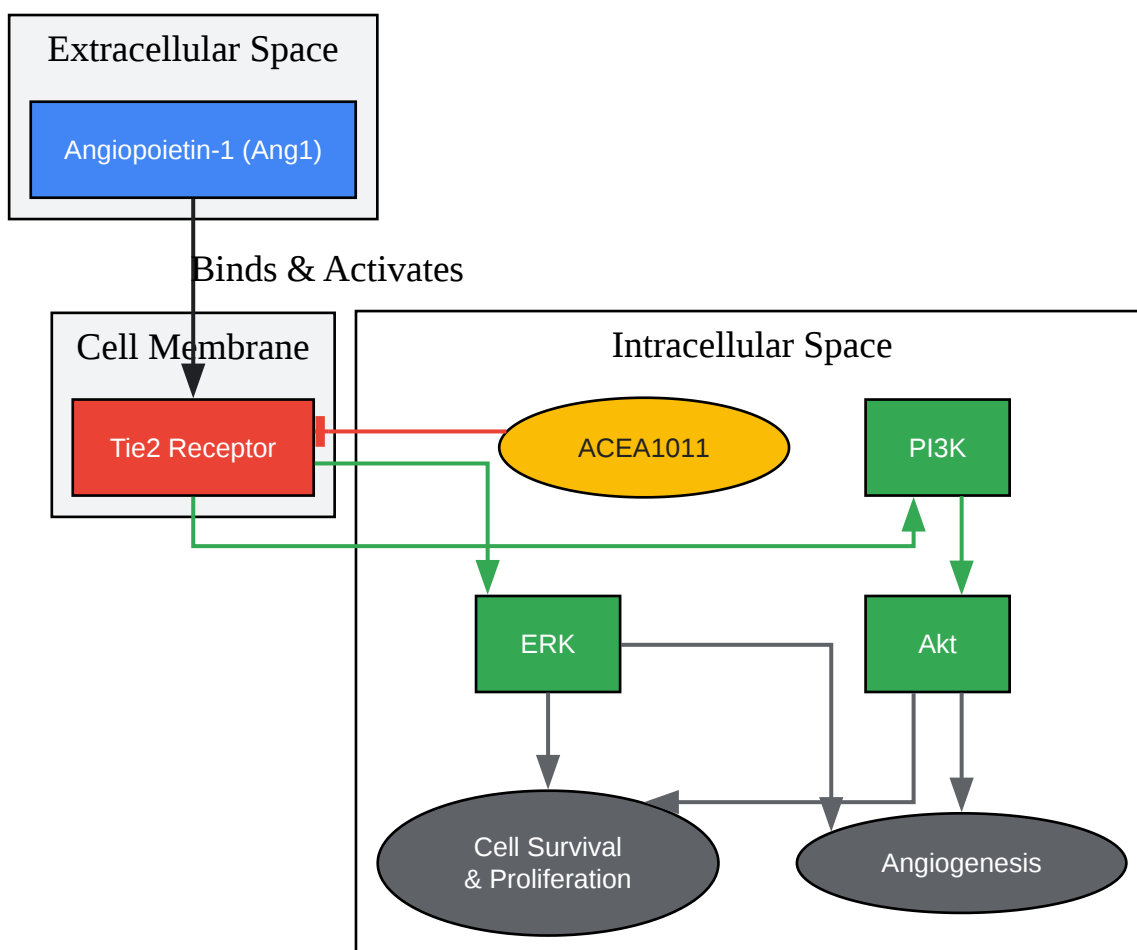 Extracellular Space
Angiopoietin-1 (Ang1)
Binds & Activates
Cell Membrane
Intracellular Space
Tie2 Receptor
ACEA1011
PI3K
ERK
Akt
Cell Survival
& Proliferation
Angiogenesis